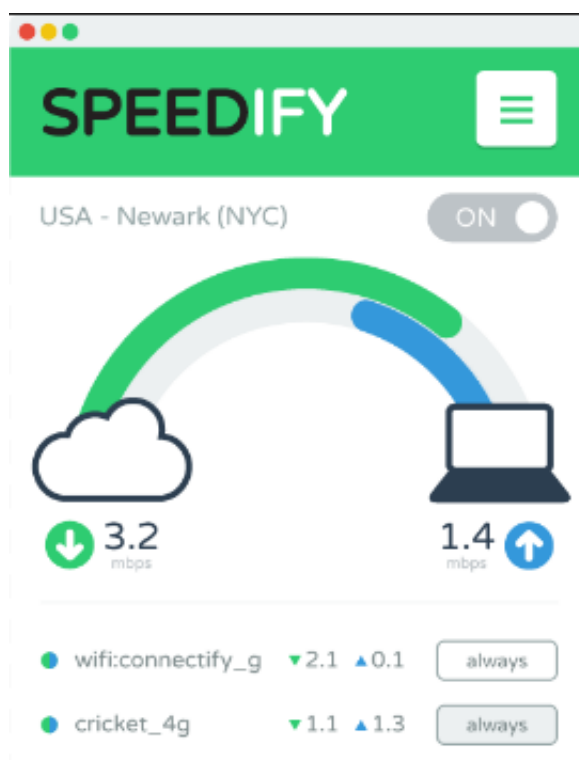 SPEEDIFY
USA - Newark (NYC) ON
3.2 1.4
mbps mbps
wifi:connectify_g ▼2.1 ▲0.1 always
cricket_4g ▼1.1 ▲1.3 always